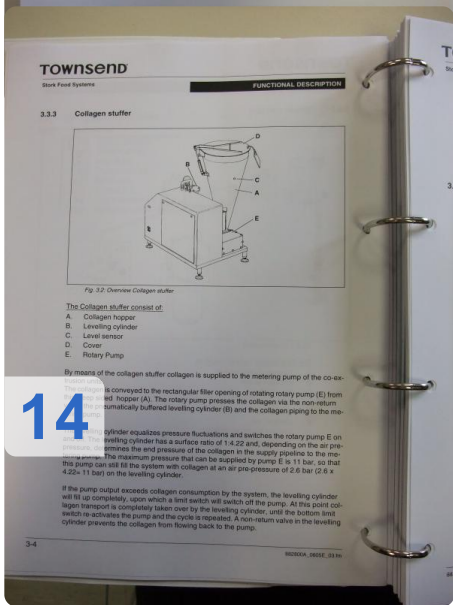 TOWNSEND
Stork Food Systems
FUNCTIONAL DESCRIPTION
3.3.3 Collagen stuffer
D
B
C
A
E
Fig. 3.2: Overview Collagen stuffer
The Collagen stuffer consist of:
A. Collagen hopper
B. Levelling cylinder
C. Level sensor
D. Cover
E. Rotary Pump
By means of the collagen stuffer collagen is supplied to the metering pump of the co-ex-
The collagen is conveyed to the rectangular filler opening of rotating rotary pump (E) from
hopper (A). The rotary pump presses the collagen via the non-return
the pneumatically buffered levelling cylinder (B) and the collagen piping to the me-
pump.
14
cylinder equalizes pressure fluctuations and switches the rotary pump E on
The levelling cylinder has a surface ratio of 1:4.22 and, depending on the air pre-
pressure, determines the end pressure of the collagen in the supply pipeline to the me-
pump. The maximum pressure that can be supplied by pump E is 11 bar, so that
this pump can still fill the system with collagen at an air pre-pressure of 2.6 bar (2.6 x
4.22= 11 bar) on the levelling cylinder.
If the pump output exceeds collagen consumption by the system, the levelling cylinder
will fill up completely, upon which a limit switch will switch off the pump. At this point col-
lagen transport is completely taken over by the levelling cylinder, until the bottom limit
switch re-activates the pump and the cycle is repeated. A non-return valve in the levelling
cylinder prevents the collagen from flowing back to the pump.
3-4